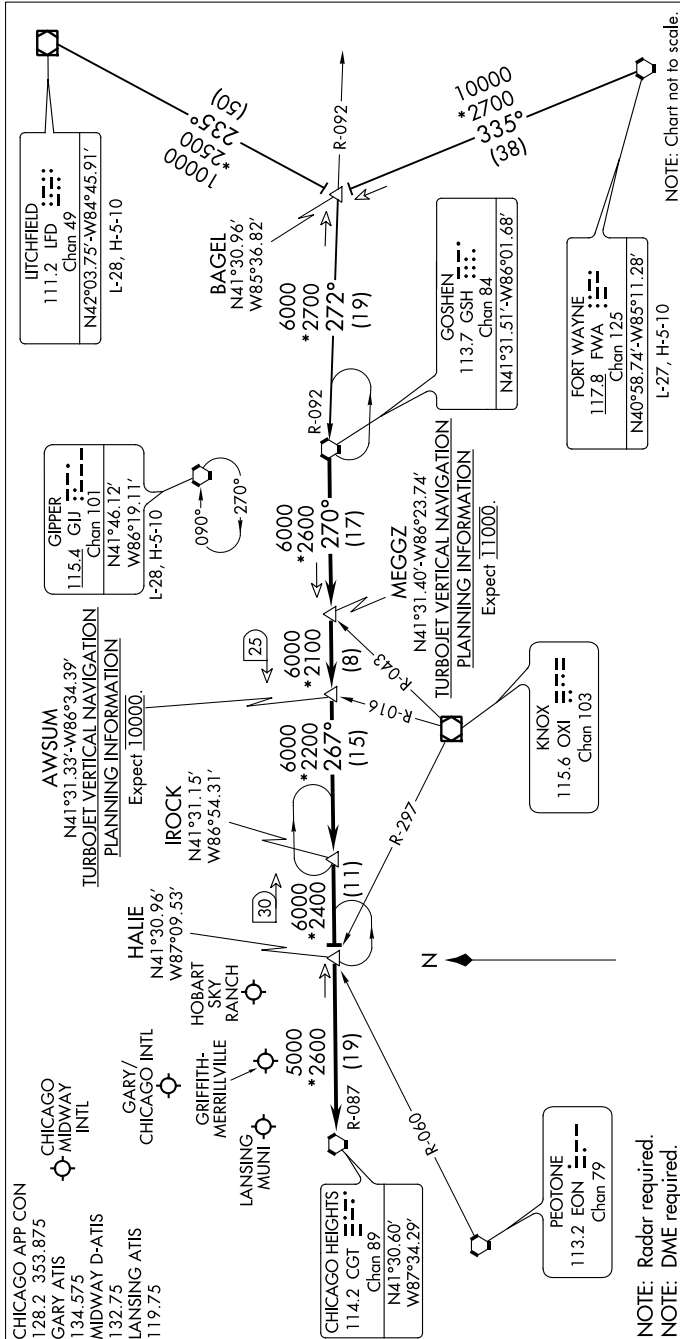 CHICAGO APP CON
128.2 353.875
GARY ATIS
134.575
MIDWAY D-ATIS
132.75
LANSING ATIS
119.75
CHICAGO
MIDWAY
INTL
GARY/
CHICAGO INTL
GRIFFITH-
MERRILLVILLE
LANSING
MUNI
HOBART
SKY
RANCH
AWSUM
N41°31.33'-W86°34.39'
TURBOJET VERTICAL NAVIGATION
PLANNING INFORMATION
Expect 10000.
GIPPER
115.4 GIJ
Chan 101
N41°46.12'
W86°19.11'
L-28, H-5-10
090°
270°
LITCHFIELD
111.2 LFD
Chan 49
N42°03.75'-W84°45.91'
L-28, H-5-10
10000
*2500
235°
(50)
HALIE
N41°30.96'
W87°09.53'
IROCK
N41°31.15'
W86°54.31'
BAGEL
N41°30.96'
W85°36.82'
CHICAGO HEIGHTS
114.2 CGT
Chan 89
N41°30.60'
W87°34.29'
R-087
5000
*2600
(19)
30
6000
*2400
(11)
6000
*2200
267°
(15)
25
6000
*2100
(8)
6000
*2600
270°
(17)
R-092
6000
*2700
272°
(19)
R-092
MEGGZ
N41°31.40'-W86°23.74'
TURBOJET VERTICAL NAVIGATION
PLANNING INFORMATION
Expect 11000.
GOSHEN
113.7 GSH
Chan 84
N41°31.51'-W86°01.68'
10000
*2700
335°
(38)
R-060
R-297
R-016
R-043
N
KNOX
115.6 OXI
Chan 103
FORT WAYNE
117.8 FWA
Chan 125
N40°58.74'-W85°11.28'
L-27, H-5-10
PEOTONE
113.2 EON
Chan 79
NOTE: Radar required.
NOTE: DME required.
NOTE: Chart not to scale.